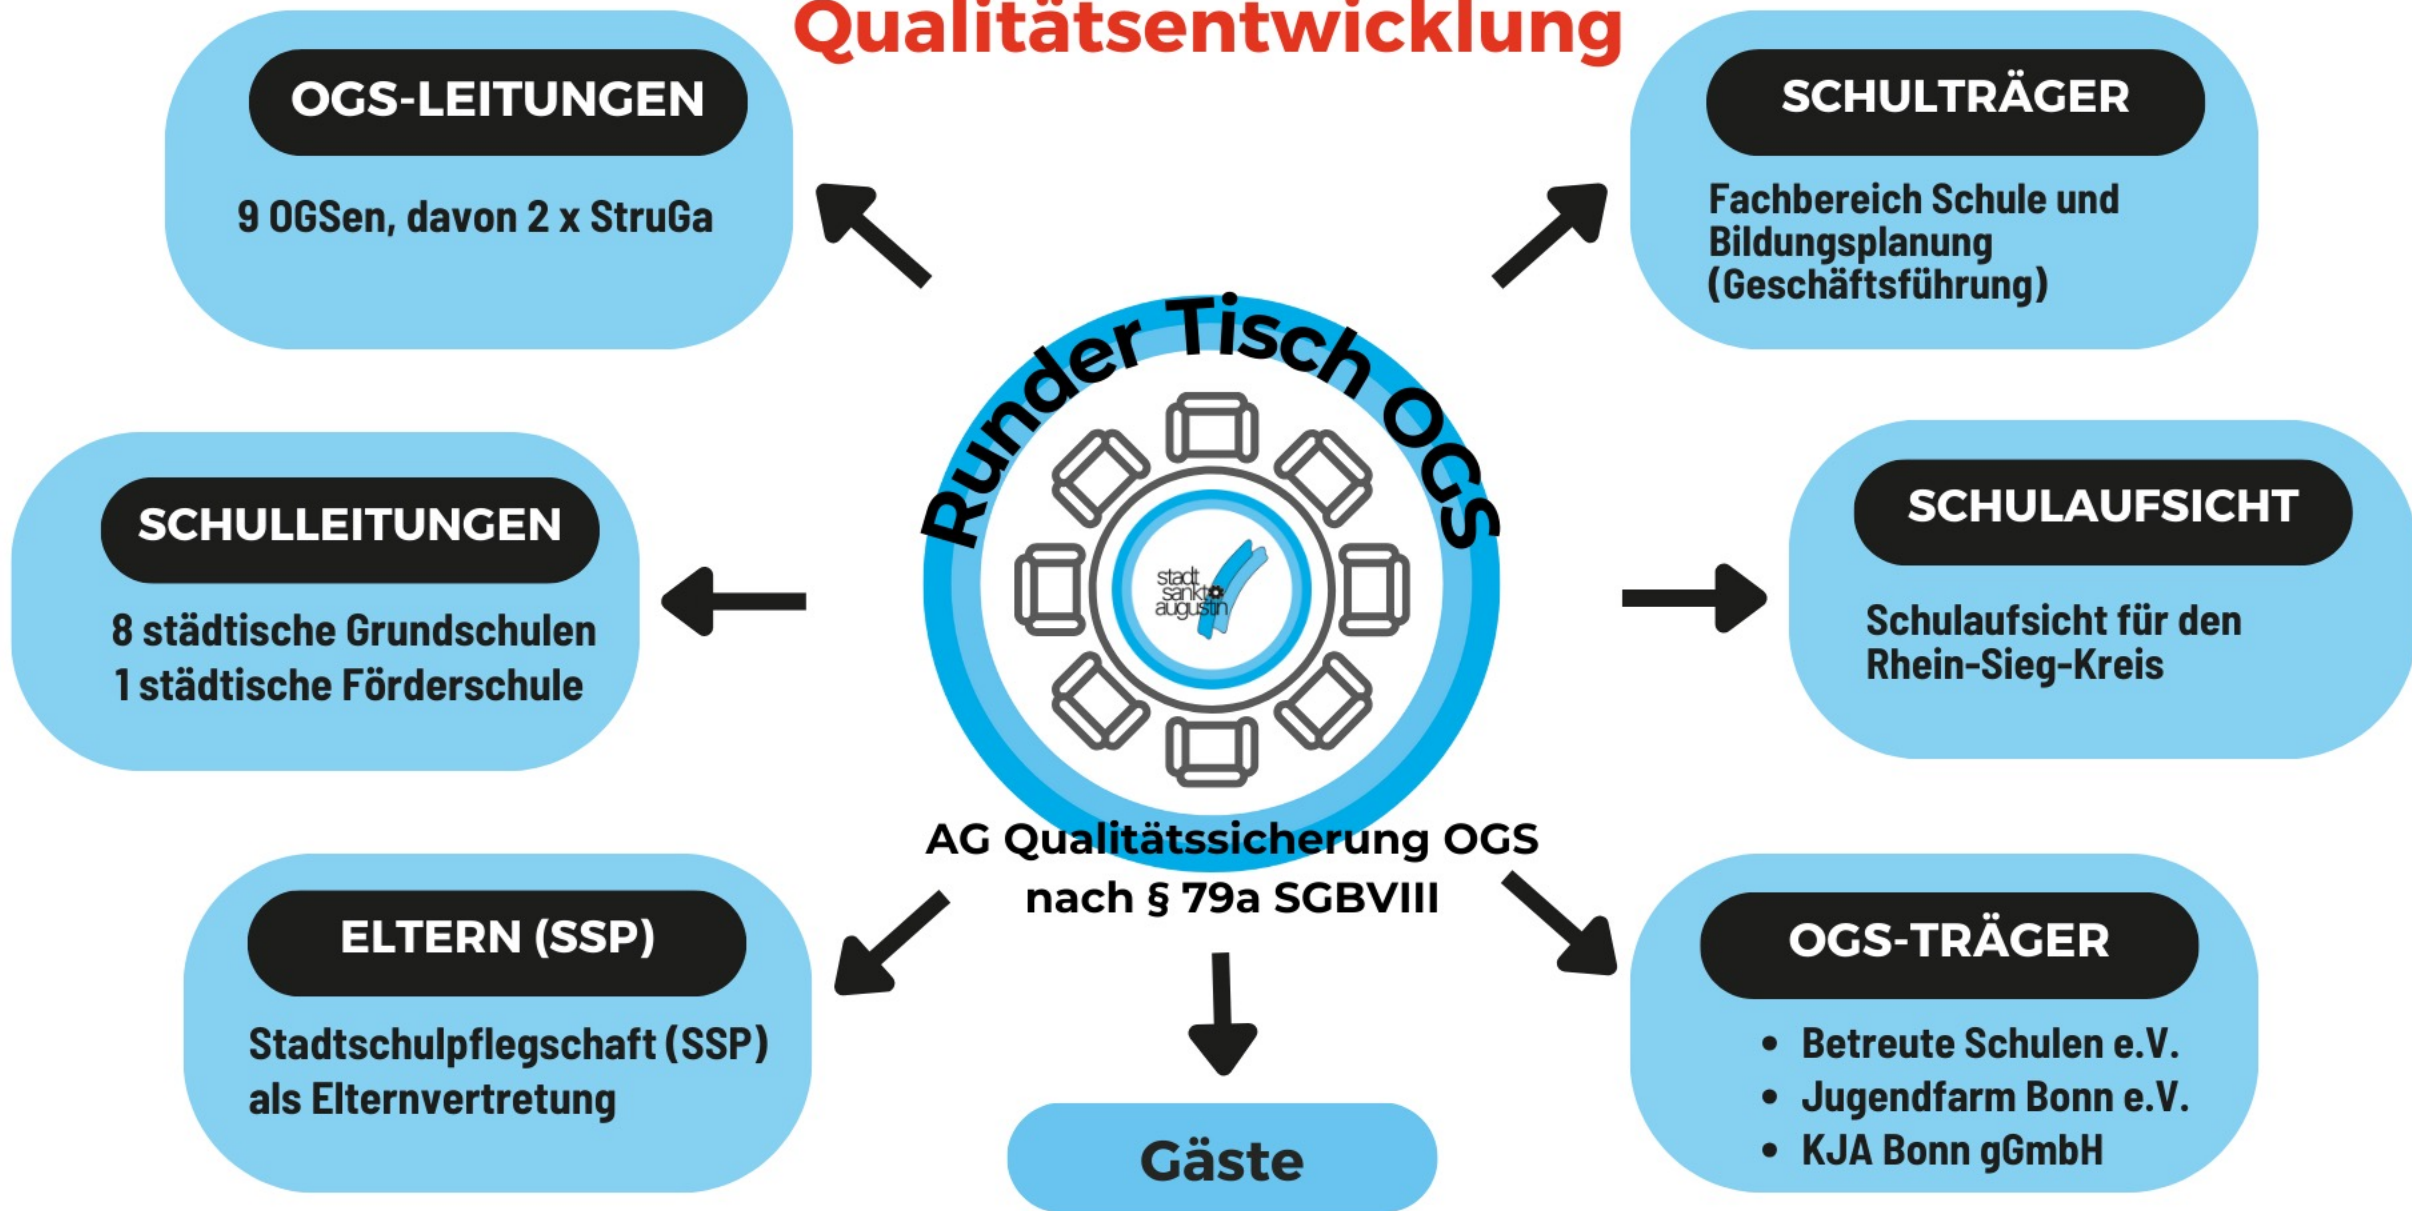 Qualitätsentwicklung
OGS-LEITUNGEN
9 OGSen, davon 2 x StruGa
SCHULTRÄGER
Fachbereich Schule und
Bildungsplanung
(Geschäftsführung)
Runder Tisch OGS
stadt
sankt
augustin
SCHULLEITUNGEN
8 städtische Grundschulen
1 städtische Förderschule
SCHULAUFSICHT
Schulaufsicht für den
Rhein-Sieg-Kreis
AG Qualitätssicherung OGS
nach § 79a SGBVIII
ELTERN (SSP)
Stadtschulpflegschaft (SSP)
als Elternvertretung
OGS-TRÄGER
• Betreute Schulen e.V.
• Jugendfarm Bonn e.V.
• KJA Bonn gGmbH
Gäste